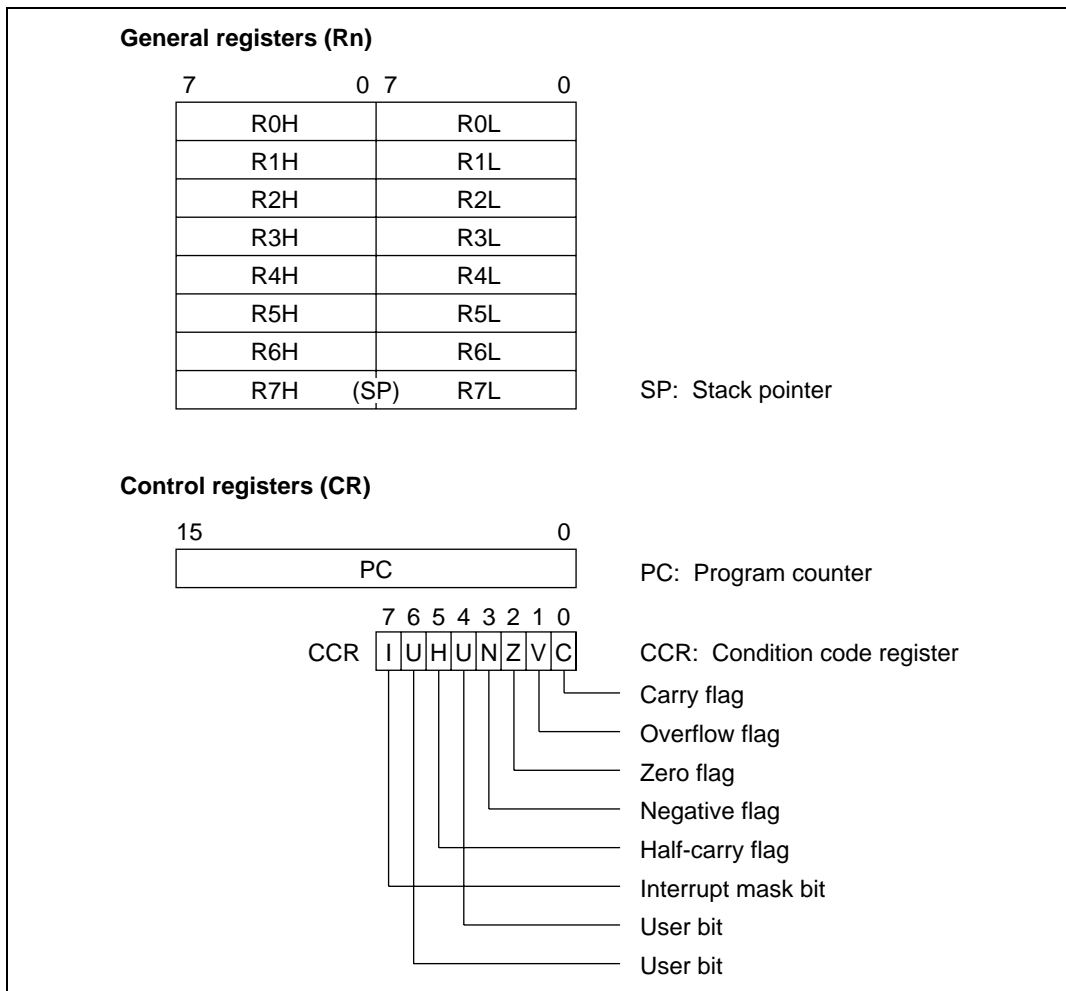 General registers (Rn)
7 0 7 0
R0H R0L
R1H R1L
R2H R2L
R3H R3L
R4H R4L
R5H R5L
R6H R6L
R7H (SP) R7L SP: Stack pointer
Control registers (CR)
15 0
PC PC: Program counter
7 6 5 4 3 2 1 0
CCR I U H U N Z V C CCR: Condition code register
Carry flag
Overflow flag
Zero flag
Negative flag
Half-carry flag
Interrupt mask bit
User bit
User bit